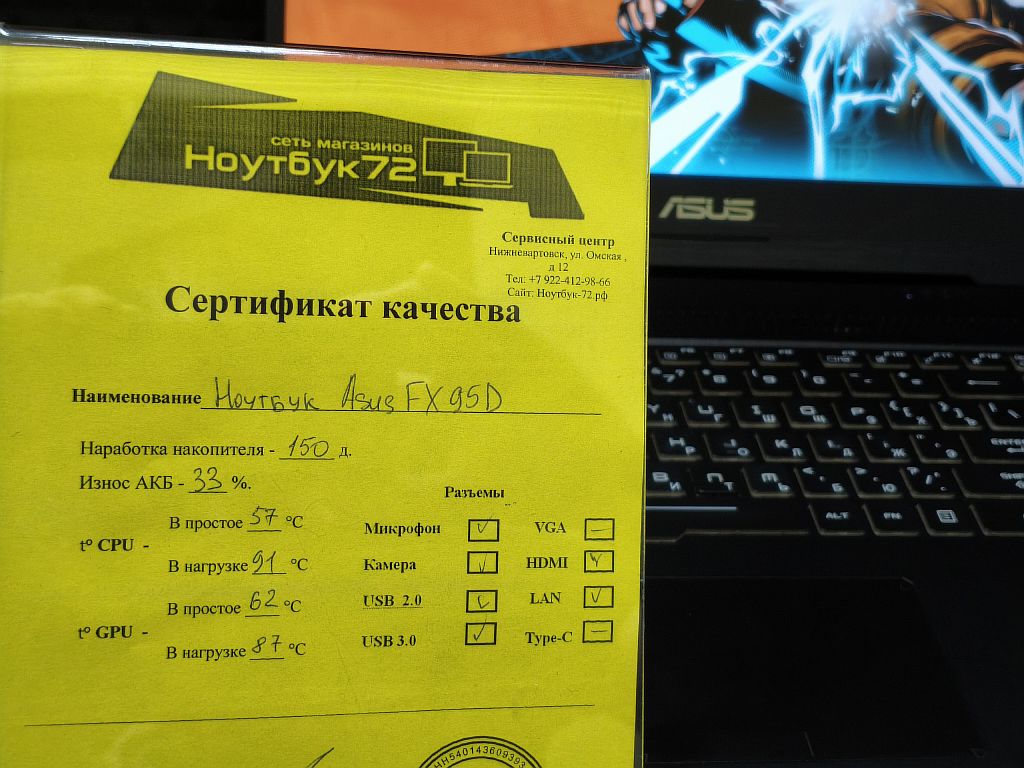 сеть магазинов
Ноутбук72
Сервисный центр
Нижневартовск, ул. Омская ,
д 12
Тел: +7 922-412-98-66
Сайт: Ноутбук-72.рф
Сертификат качества
Наименование Ноутбук Asus FX95D
Наработка накопителя - 150 д.
Износ АКБ - 33 %.
t° CPU -
В простое 57 °C
В нагрузке 91 °C
t° GPU -
В простое 62 °C
В нагрузке 87 °C
Разъемы
Микрофон ✓ VGA —
Камера ✓ HDMI ✓
USB 2.0 ✓ LAN ✓
USB 3.0 ✓ Type-C —
ASUS
ALT FN